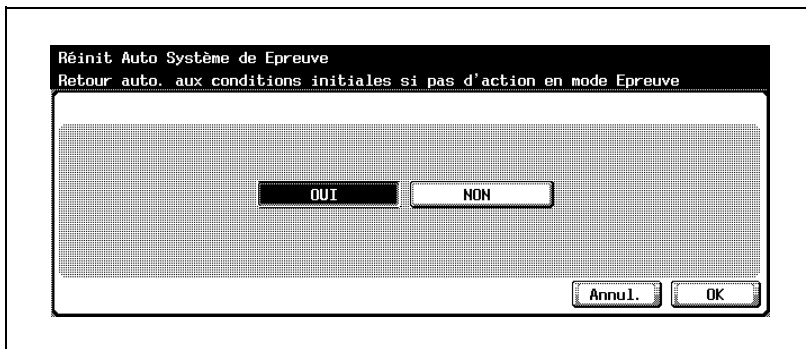 Réinit Auto Système de Epreuve
Retour auto. aux conditions initiales si pas d'action en mode Epreuve
OUI NON
Annul. OK